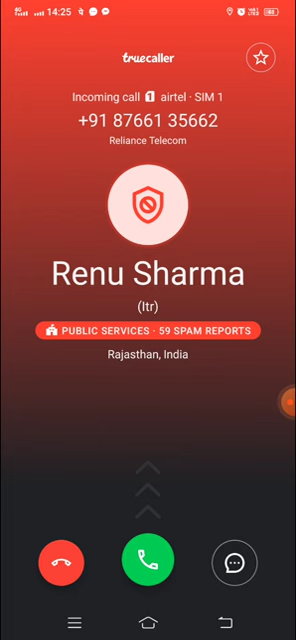 4G
14:25
truecaller
Incoming call 1 airtel · SIM 1
+91 87661 35662
Reliance Telecom
Renu Sharma
(Itr)
PUBLIC SERVICES · 59 SPAM REPORTS
Rajasthan, India